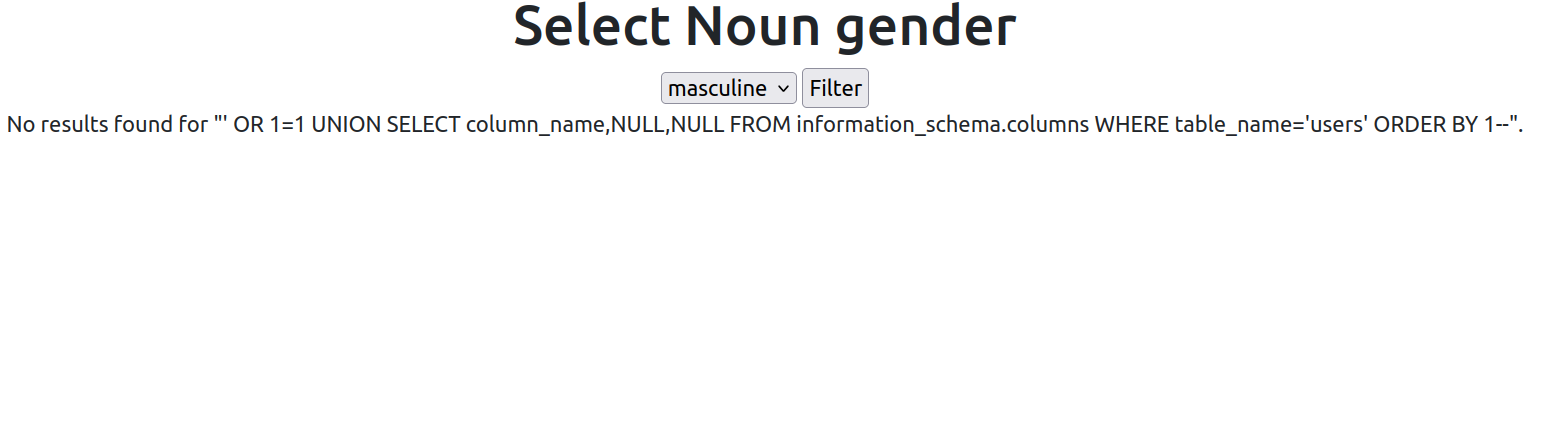 Select Noun gender
masculine Filter
No results found for "' OR 1=1 UNION SELECT column_name,NULL,NULL FROM information_schema.columns WHERE table_name='users' ORDER BY 1--".